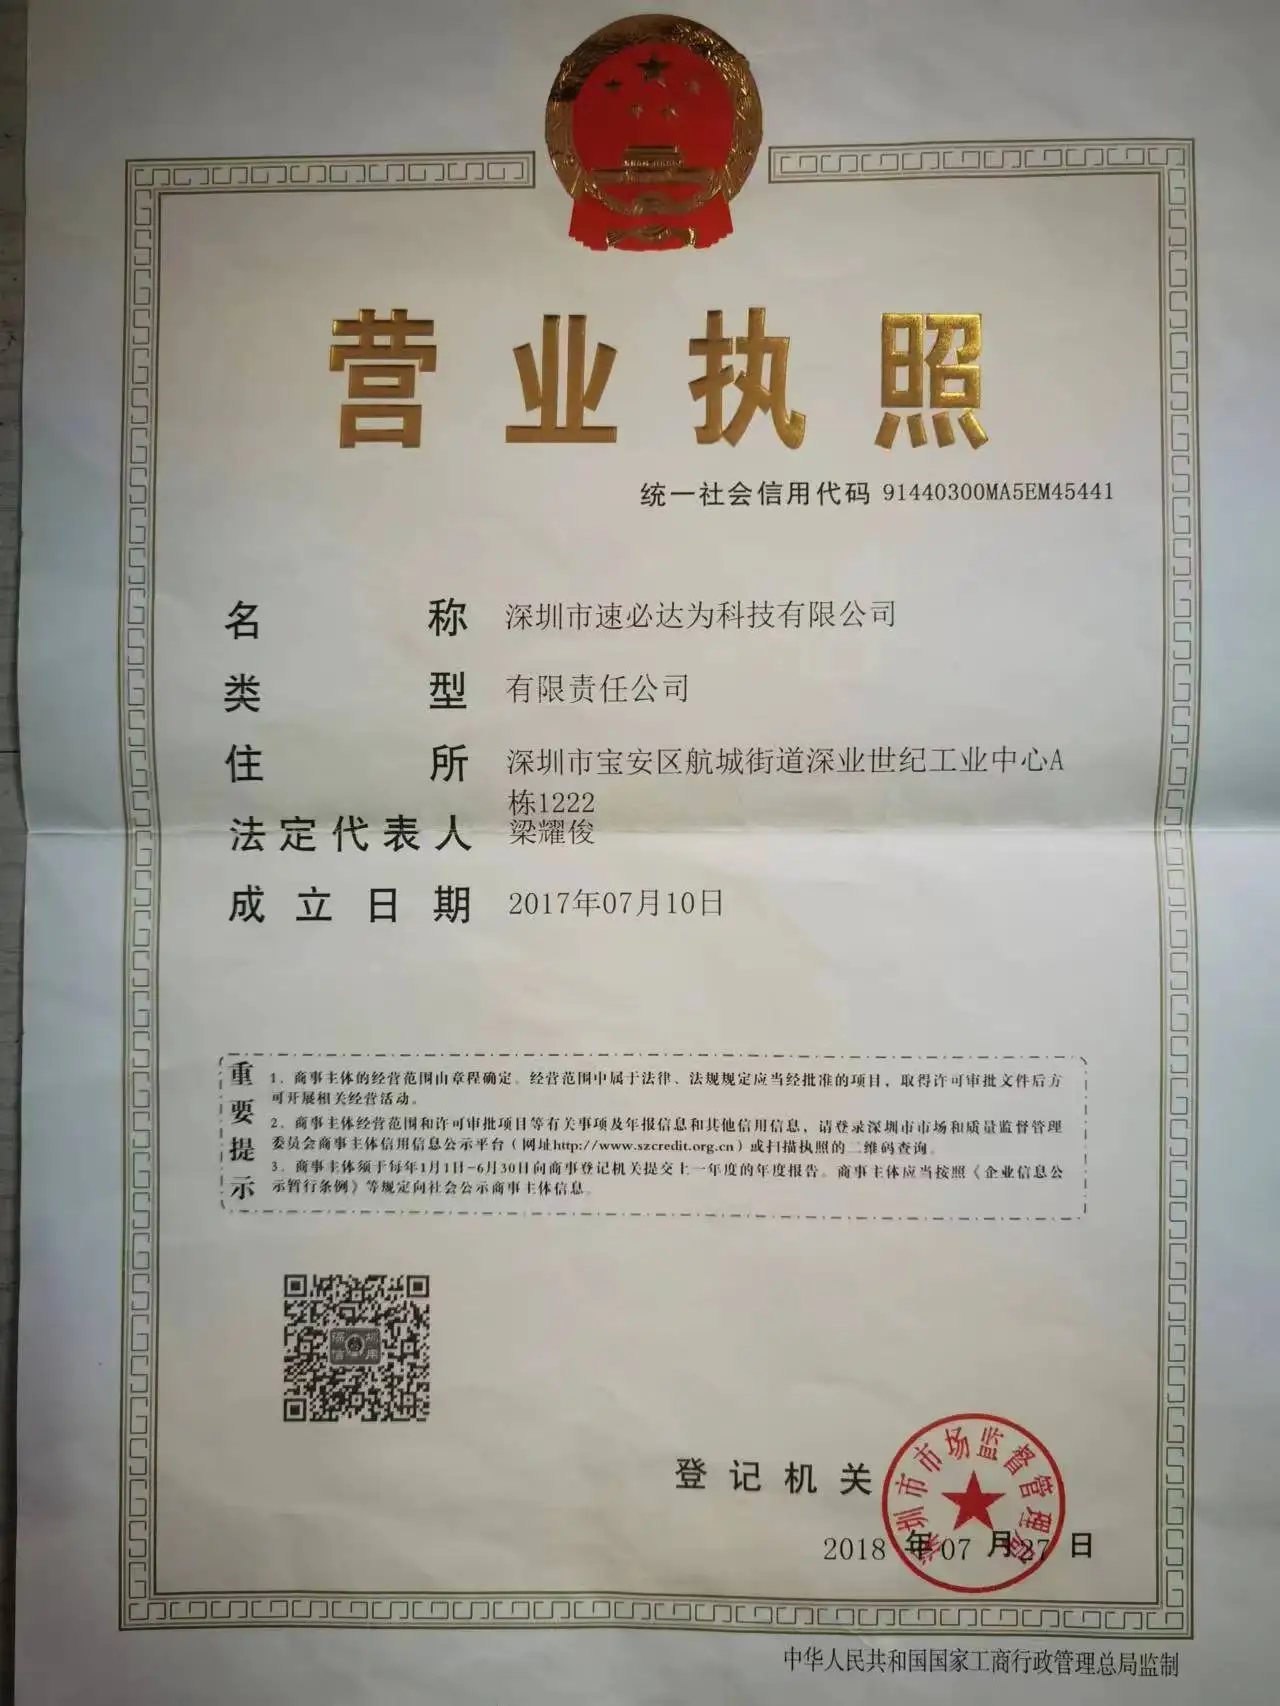 营业执照
统一社会信用代码 91440300MA5EM45441
名称 深圳市速必达为科技有限公司
类型 有限责任公司
住所 深圳市宝安区航城街道深业世纪工业中心A
栋1222
法定代表人 梁耀俊
成立日期 2017年07月10日
重要提示
1、商事主体的经营范围由章程确定。经营范围中属于法律、法规规定应当经批准的项目，取得许可审批文件后方
可开展相关经营活动。
2、商事主体经营范围和许可审批项目等有关事项及年报信息和其他信用信息，请登录深圳市市场和质量监督管理
委员会商事主体信用信息公示平台（网址http://www.szcredit.org.cn）或扫描执照的二维码查询。
3、商事主体须于每年1月1日-6月30日向商事登记机关提交上一年度的年度报告。商事主体应当按照《企业信息公
示暂行条例》等规定向社会公示商事主体信息。
深圳
信用
登记机关
深圳市市场监督管理局
2018 年 07 月 27 日
中华人民共和国国家工商行政管理总局监制